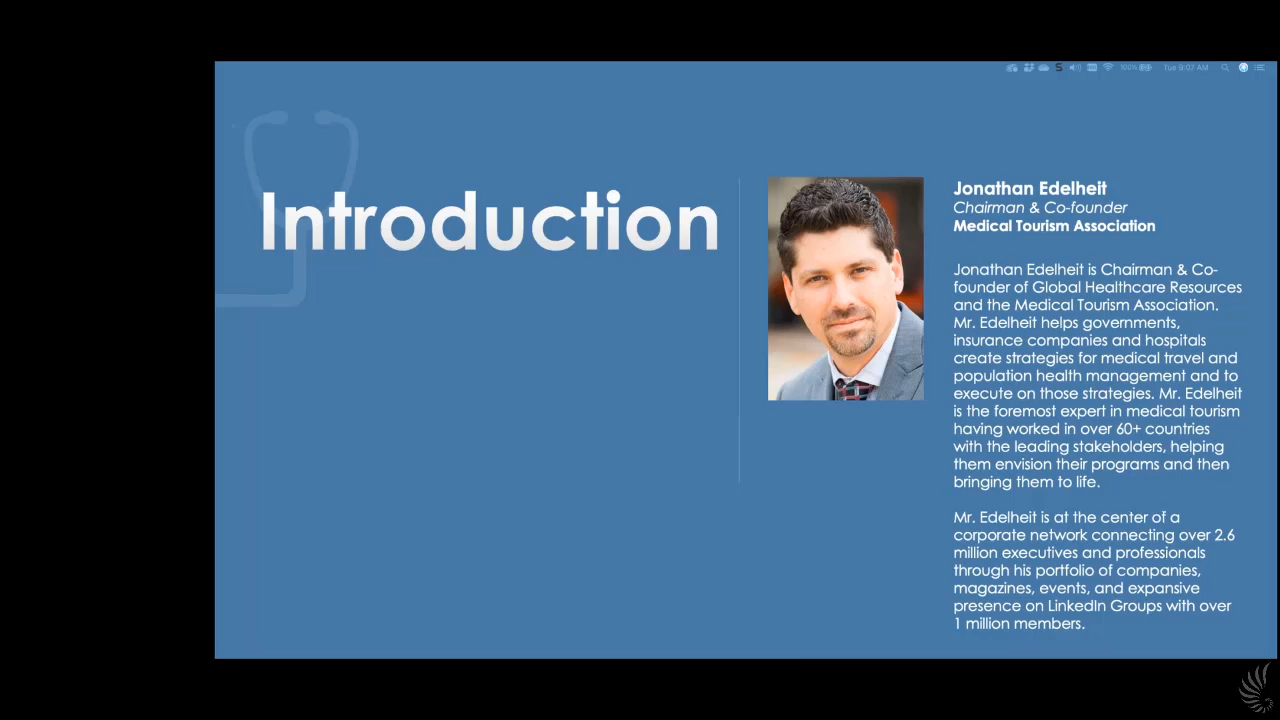 100%
Tue 9:07 AM
Introduction
Jonathan Edelheit
Chairman & Co-founder
Medical Tourism Association
Jonathan Edelheit is Chairman & Co-
founder of Global Healthcare Resources
and the Medical Tourism Association.
Mr. Edelheit helps governments,
insurance companies and hospitals
create strategies for medical travel and
population health management and to
execute on those strategies. Mr. Edelheit
is the foremost expert in medical tourism
having worked in over 60+ countries
with the leading stakeholders, helping
them envision their programs and then
bringing them to life.
Mr. Edelheit is at the center of a
corporate network connecting over 2.6
million executives and professionals
through his portfolio of companies,
magazines, events, and expansive
presence on LinkedIn Groups with over
1 million members.